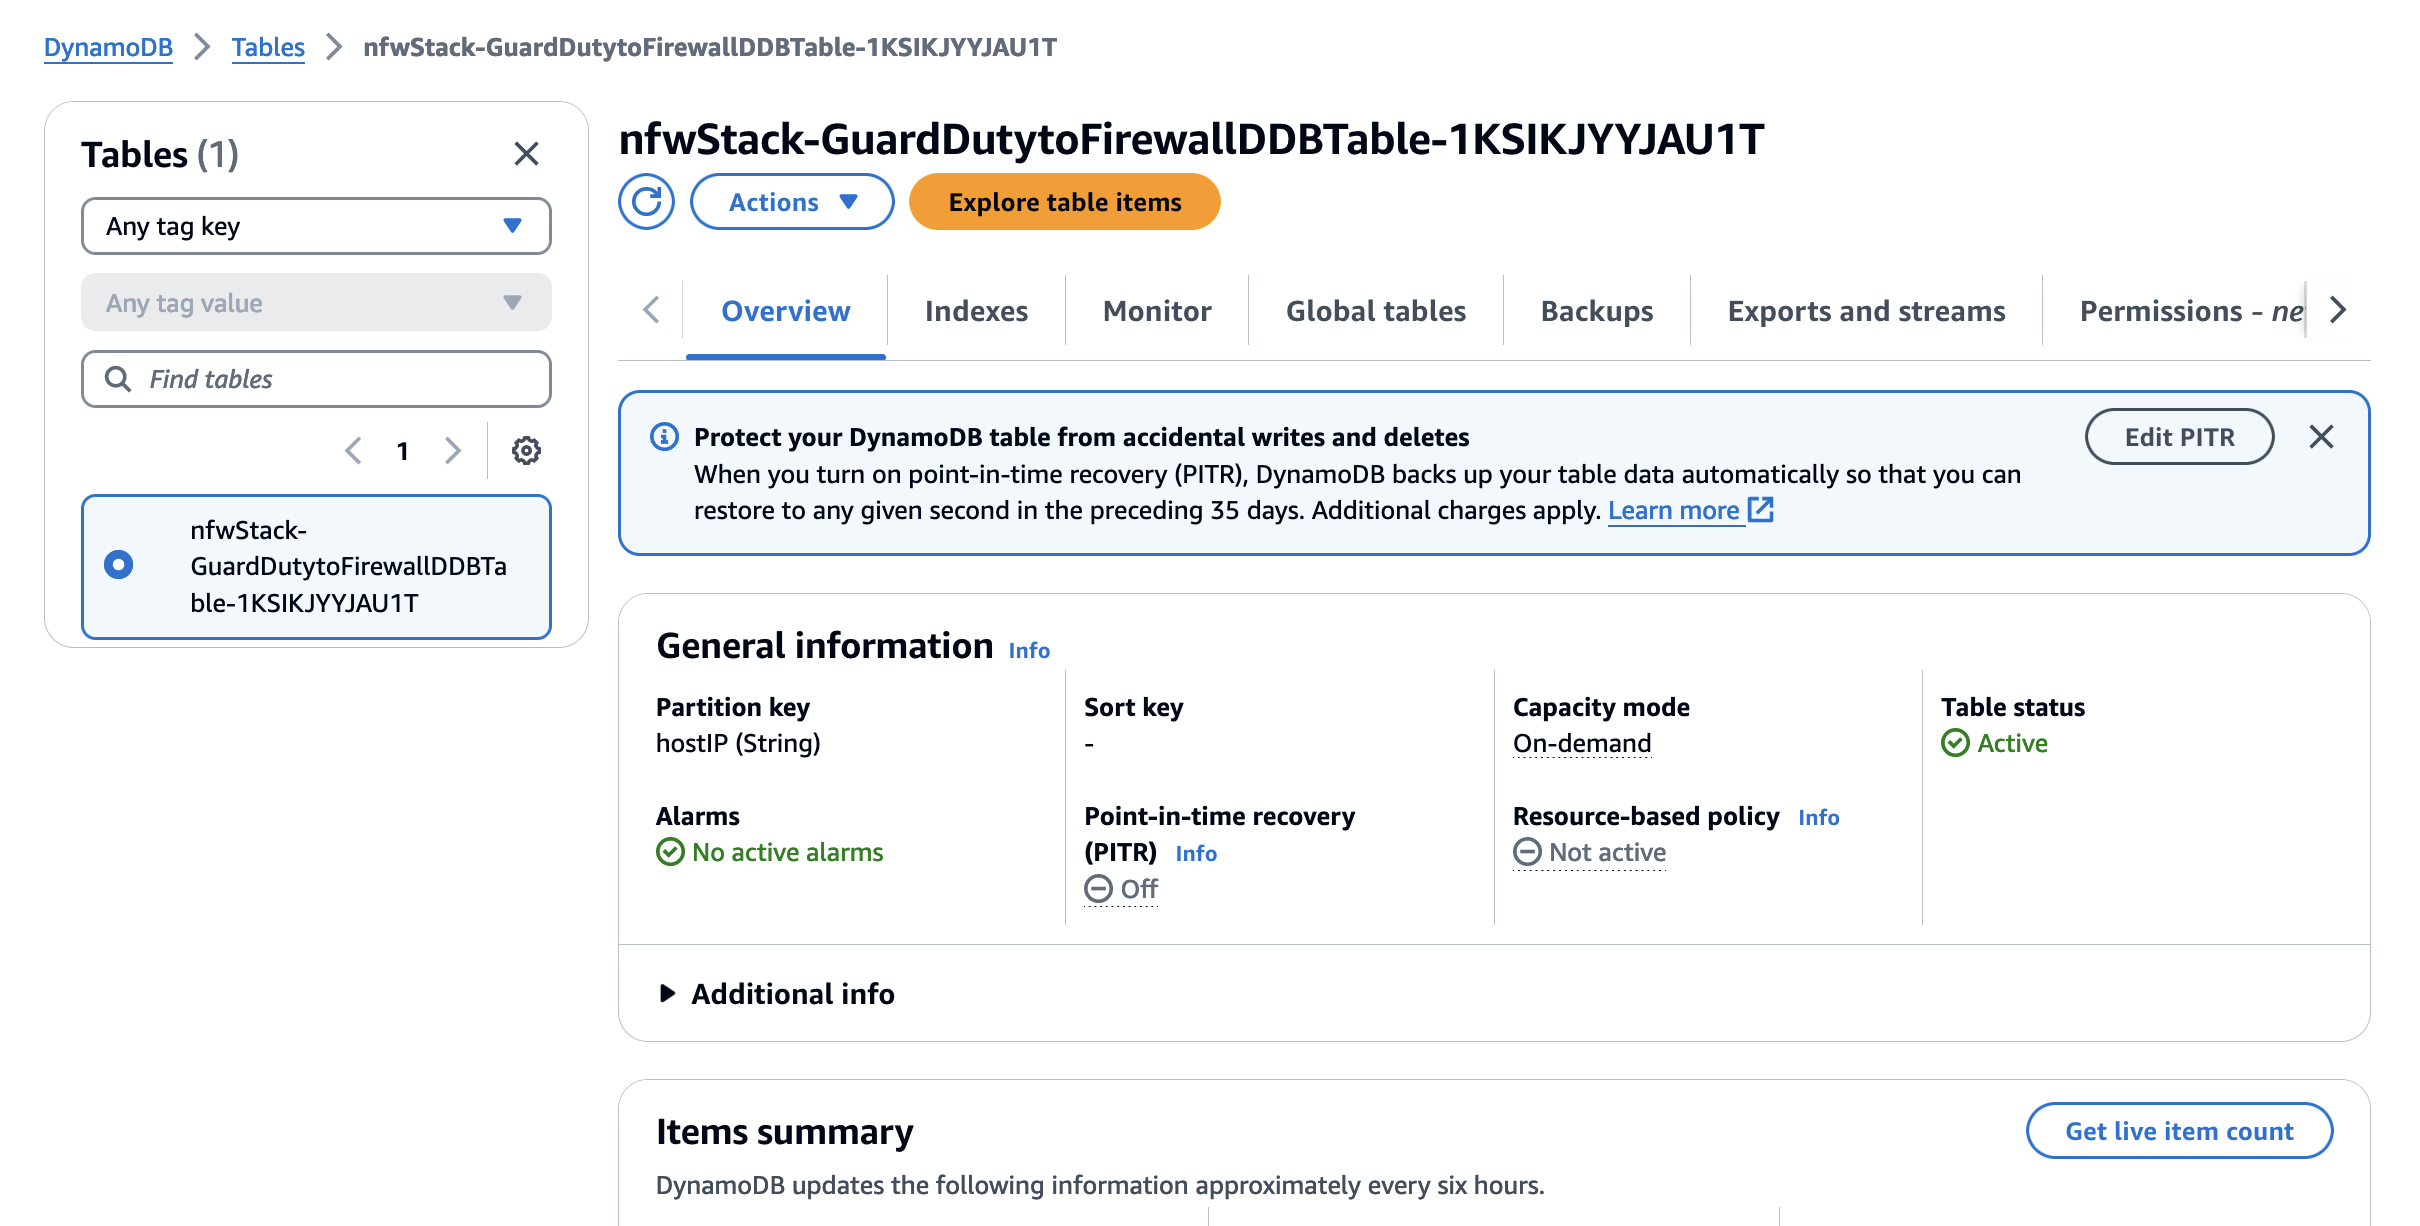 DynamoDB > Tables > nfwStack-GuardDutytoFirewallDDBTable-1KSIKJYYJAU1T
Tables (1)
Any tag key
Any tag value
Find tables
1
nfwStack-
GuardDutytoFirewallDDBTa
ble-1KSIKJYYJAU1T
nfwStack-GuardDutytoFirewallDDBTable-1KSIKJYYJAU1T
Actions
Explore table items
Overview
Indexes
Monitor
Global tables
Backups
Exports and streams
Permissions - ne
Protect your DynamoDB table from accidental writes and deletes
When you turn on point-in-time recovery (PITR), DynamoDB backs up your table data automatically so that you can
restore to any given second in the preceding 35 days. Additional charges apply. Learn more
Edit PITR
General information Info
Partition key
hostIP (String)
Sort key
-
Capacity mode
On-demand
Table status
Active
Alarms
No active alarms
Point-in-time recovery
(PITR) Info
Off
Resource-based policy Info
Not active
Additional info
Items summary
Get live item count
DynamoDB updates the following information approximately every six hours.